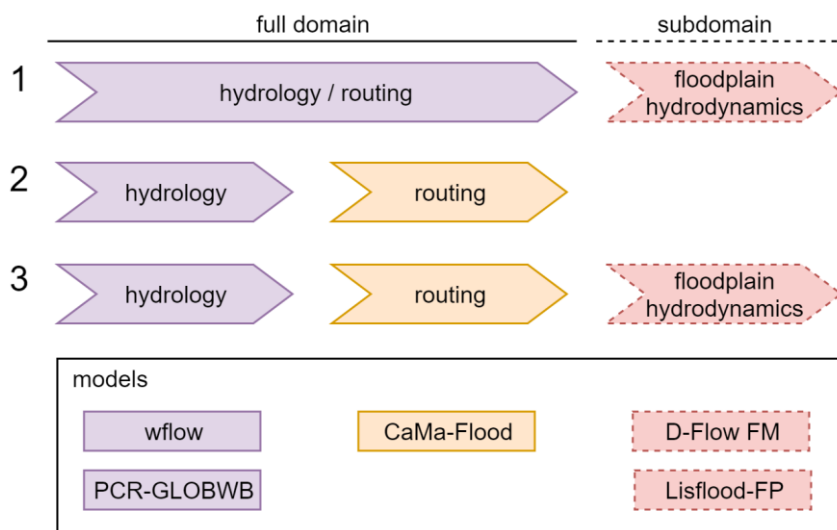 full domain
subdomain
1
hydrology / routing
floodplain
hydrodynamics
2
hydrology
routing
3
hydrology
routing
floodplain
hydrodynamics
models
wflow
CaMa-Flood
D-Flow FM
PCR-GLOBWB
Lisflood-FP